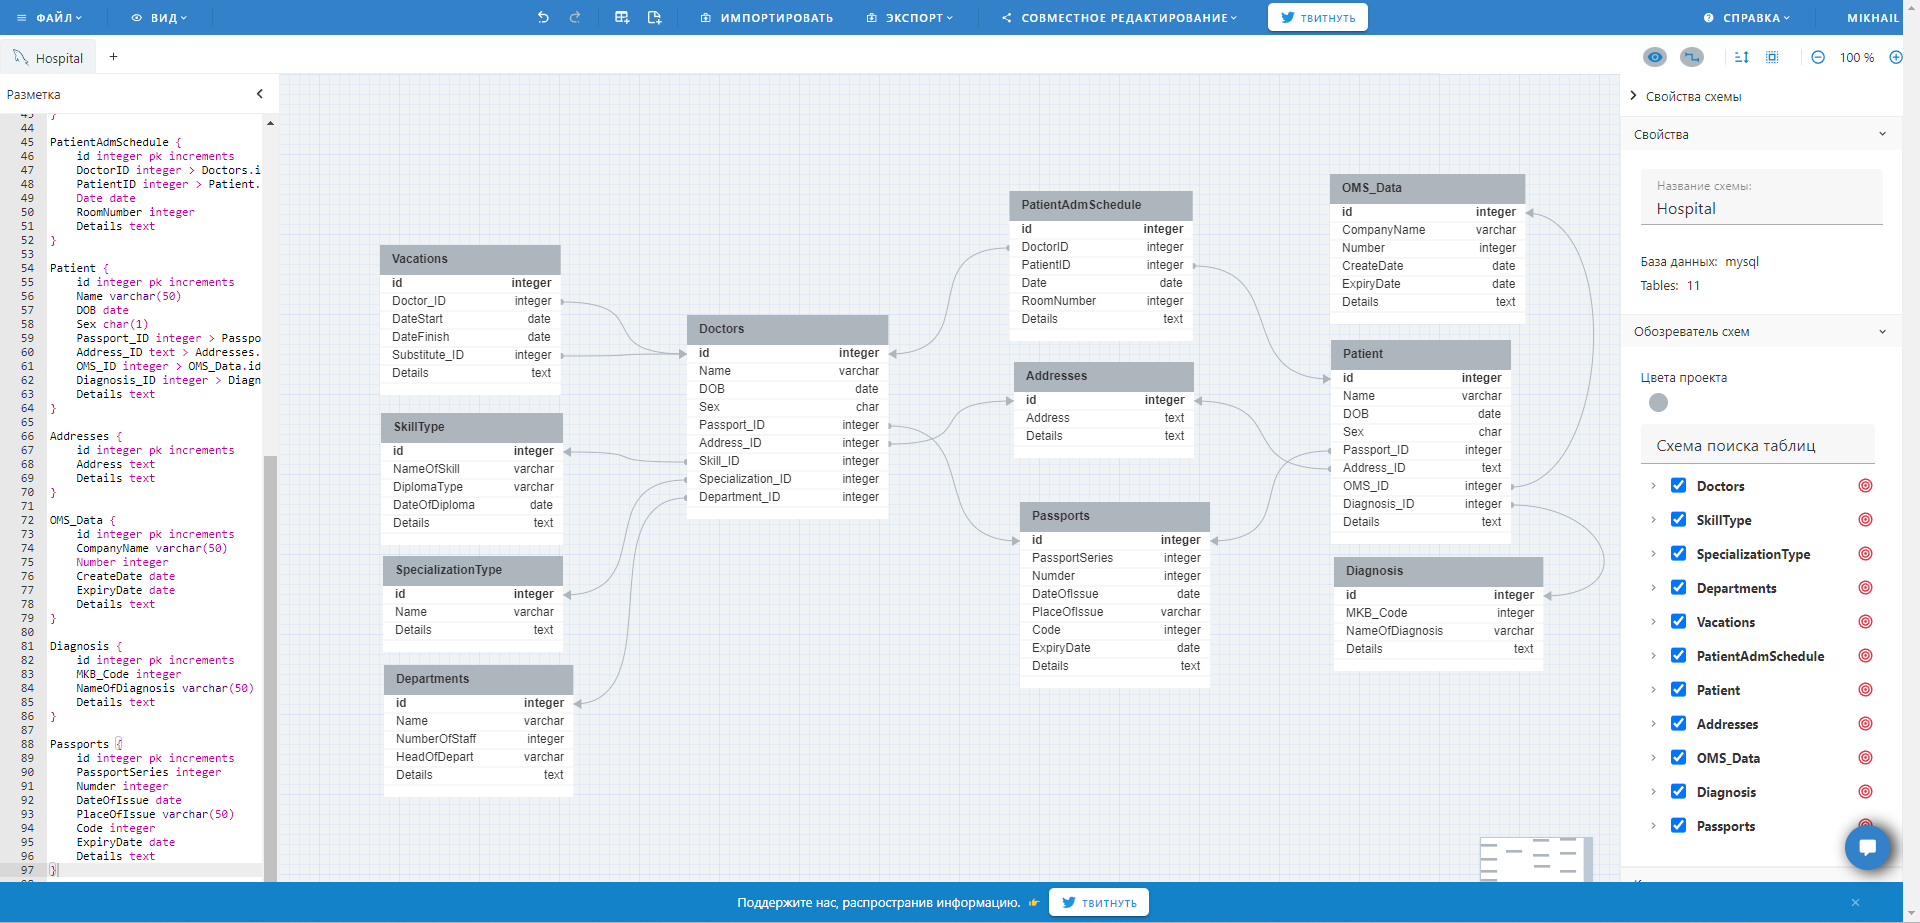 ФАЙЛ
ВИД
ИМПОРТИРОВАТЬ
ЭКСПОРТ
СОВМЕСТНОЕ РЕДАКТИРОВАНИЕ
ТВИТНУТЬ
СПРАВКА
MIKHAIL
Hospital
+
100 %
Разметка
43 }
44
45 PatientAdmSchedule {
46 id integer pk increments
47 DoctorID integer > Doctors.i
48 PatientID integer > Patient.
49 Date date
50 RoomNumber integer
51 Details text
52 }
53
54 Patient {
55 id integer pk increments
56 Name varchar(50)
57 DOB date
58 Sex char(1)
59 Passport_ID integer > Passpo
60 Address_ID text > Addresses.
61 OMS_ID integer > OMS_Data.id
62 Diagnosis_ID integer > Diagn
63 Details text
64 }
65
66 Addresses {
67 id integer pk increments
68 Address text
69 Details text
70 }
71
72 OMS_Data {
73 id integer pk increments
74 CompanyName varchar(50)
75 Number integer
76 CreateDate date
77 ExpiryDate date
78 Details text
79 }
80
81 Diagnosis {
82 id integer pk increments
83 MKB_Code integer
84 NameOfDiagnosis varchar(50)
85 Details text
86 }
87
88 Passports {
89 id integer pk increments
90 PassportSeries integer
91 Numder integer
92 DateOfIssue date
93 PlaceOfIssue varchar(50)
94 Code integer
95 ExpiryDate date
96 Details text
97 }
Vacations
id integer
Doctor_ID integer
DateStart date
DateFinish date
Substitute_ID integer
Details text
SkillType
id integer
NameOfSkill varchar
DiplomaType varchar
DateOfDiploma date
Details text
SpecializationType
id integer
Name varchar
Details text
Departments
id integer
Name varchar
NumberOfStaff integer
HeadOfDepart varchar
Details text
Doctors
id integer
Name varchar
DOB date
Sex char
Passport_ID integer
Address_ID integer
Skill_ID integer
Specialization_ID integer
Department_ID integer
PatientAdmSchedule
id integer
DoctorID integer
PatientID integer
Date date
RoomNumber integer
Details text
Addresses
id integer
Address text
Details text
Passports
id integer
PassportSeries integer
Numder integer
DateOfIssue date
PlaceOfIssue varchar
Code integer
ExpiryDate date
Details text
OMS_Data
id integer
CompanyName varchar
Number integer
CreateDate date
ExpiryDate date
Details text
Patient
id integer
Name varchar
DOB date
Sex char
Passport_ID integer
Address_ID text
OMS_ID integer
Diagnosis_ID integer
Details text
Diagnosis
id integer
MKB_Code integer
NameOfDiagnosis varchar
Details text
Свойства схемы
Свойства
Название схемы:
Hospital
База данных: mysql
Tables: 11
Обозреватель схем
Цвета проекта
Схема поиска таблиц
Doctors
SkillType
SpecializationType
Departments
Vacations
PatientAdmSchedule
Patient
Addresses
OMS_Data
Diagnosis
Passports
Поддержите нас, распространив информацию.
ТВИТНУТЬ